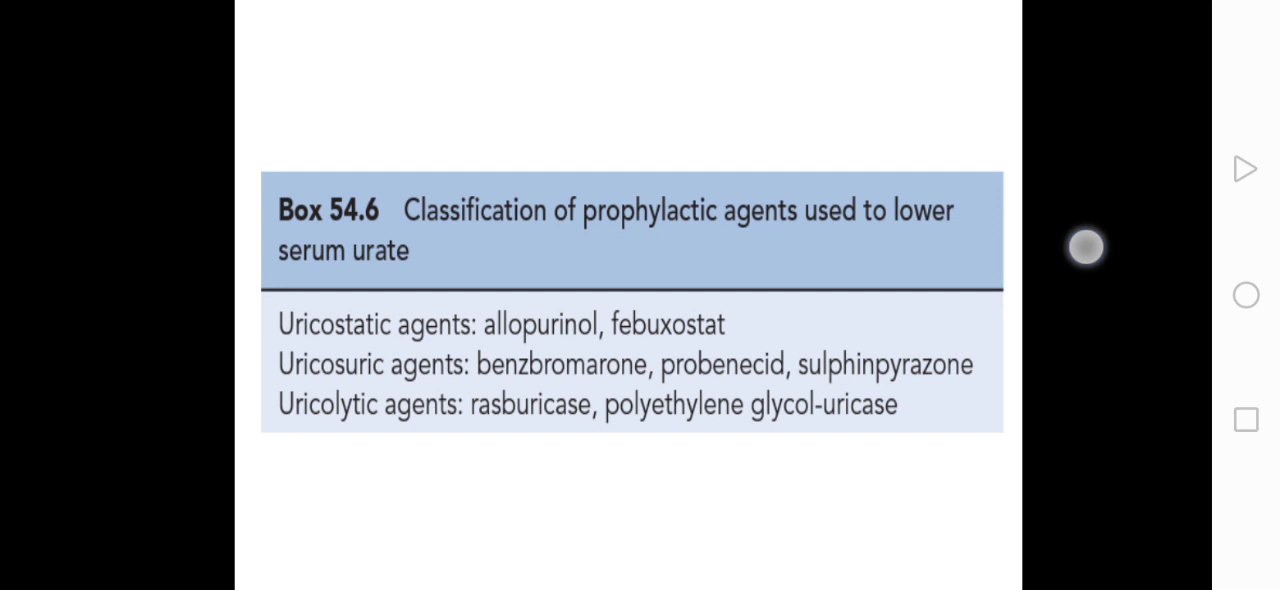 Box 54.6 Classification of prophylactic agents used to lower
serum urate
Uricostatic agents: allopurinol, febuxostat
Uricosuric agents: benzbromarone, probenecid, sulphinpyrazone
Uricolytic agents: rasburicase, polyethylene glycol-uricase